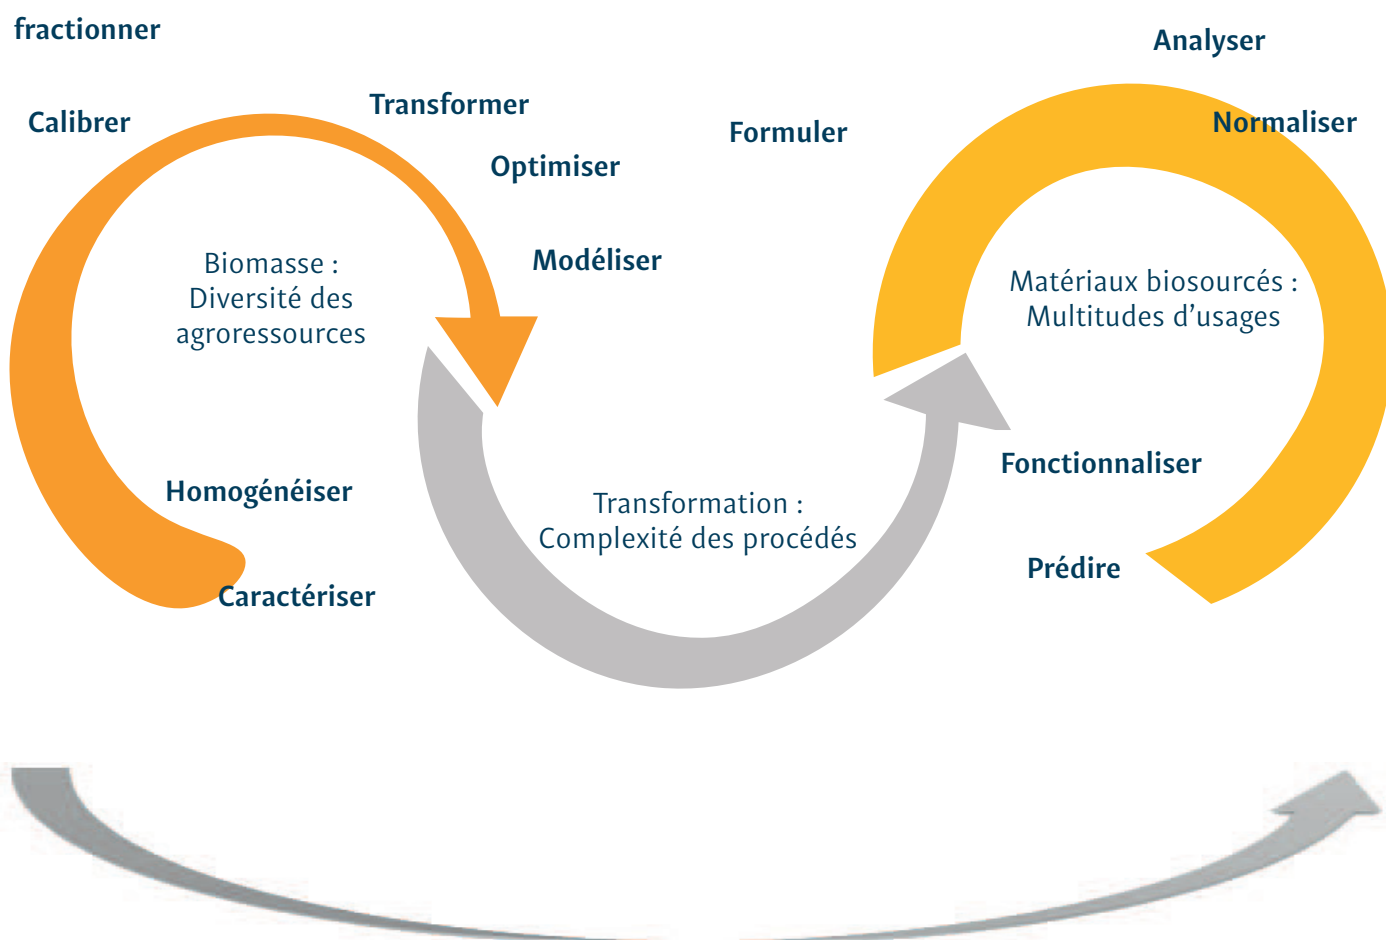 fractionner
Calibrer
Transformer
Optimiser
Modéliser
Biomasse :
Diversité des
agroressources
Homogénéiser
Caractériser
Transformation :
Complexité des procédés
Formuler
Analyser
Normaliser
Matériaux biosourcés :
Multitudes d’usages
Fonctionnaliser
Prédire